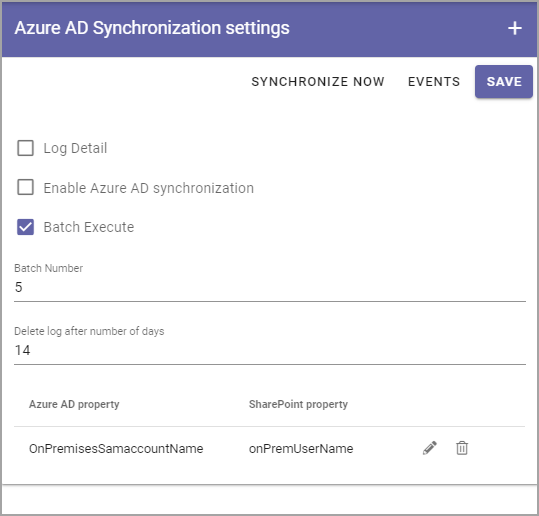 Azure AD Synchronization settings +
SYNCHRONIZE NOW EVENTS SAVE
Log Detail
Enable Azure AD synchronization
Batch Execute
Batch Number
5
Delete log after number of days
14
Azure AD property SharePoint property
OnPremisesSamaccountName onPremUserName